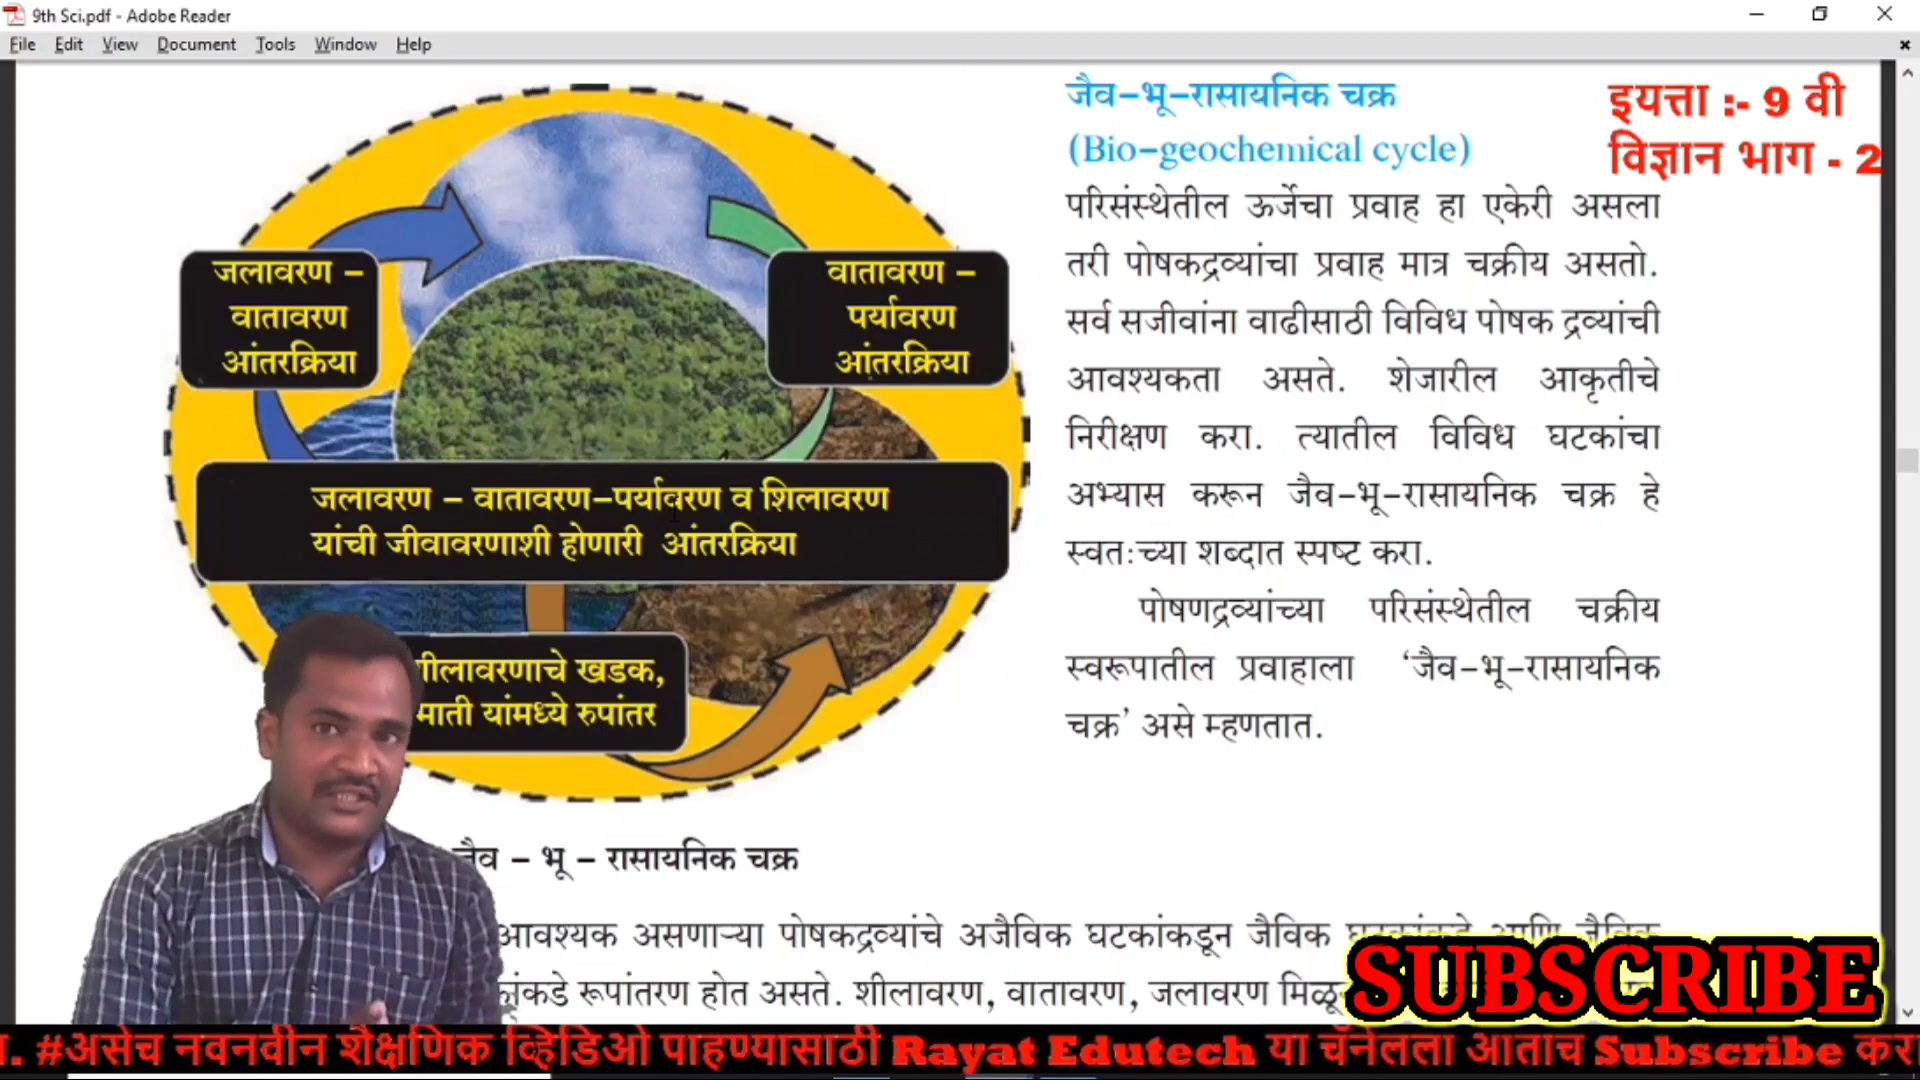 9th Sci.pdf - Adobe Reader
File Edit View Document Tools Window Help
जलावरण –
वातावरण
आंतरक्रिया
वातावरण –
पर्यावरण
आंतरक्रिया
जलावरण – वातावरण–पर्यावरण व शिलावरण
यांची जीवावरणाशी होणारी आंतरक्रिया
शीलावरणाचे खडक,
माती यांमध्ये रुपांतर
जैव – भू – रासायनिक चक्र
जैव–भू–रासायनिक चक्र
(Bio-geochemical cycle)
इयत्ता :- 9 वी
विज्ञान भाग - 2
परिसंस्थेतील ऊर्जेचा प्रवाह हा एकेरी असला
तरी पोषकद्रव्यांचा प्रवाह मात्र चक्रीय असतो.
सर्व सजीवांना वाढीसाठी विविध पोषक द्रव्यांची
आवश्यकता असते. शेजारील आकृतीचे
निरीक्षण करा. त्यातील विविध घटकांचा
अभ्यास करून जैव–भू–रासायनिक चक्र हे
स्वतःच्या शब्दात स्पष्ट करा.
पोषणद्रव्यांच्या परिसंस्थेतील चक्रीय
स्वरूपातील प्रवाहाला ‘जैव–भू–रासायनिक
चक्र’ असे म्हणतात.
आवश्यक असणाऱ्या पोषकद्रव्यांचे अजैविक घटकांकडून जैविक घटकांकडे आणि जैविक
रूपांतरण होत असते. शीलावरण, वातावरण, जलावरण मिळून
SUBSCRIBE
#असेच नवनवीन शैक्षणिक व्हिडिओ पाहण्यासाठी Rayat Edutech या चॅनेलला आताच Subscribe